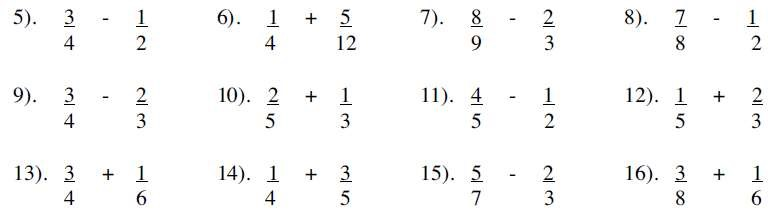 5). 3/4 - 1/2 6). 1/4 + 5/12 7). 8/9 - 2/3 8). 7/8 - 1/2
9). 3/4 - 2/3 10). 2/5 + 1/3 11). 4/5 - 1/2 12). 1/5 + 2/3
13). 3/4 + 1/6 14). 1/4 + 3/5 15). 5/7 - 2/3 16). 3/8 + 1/6